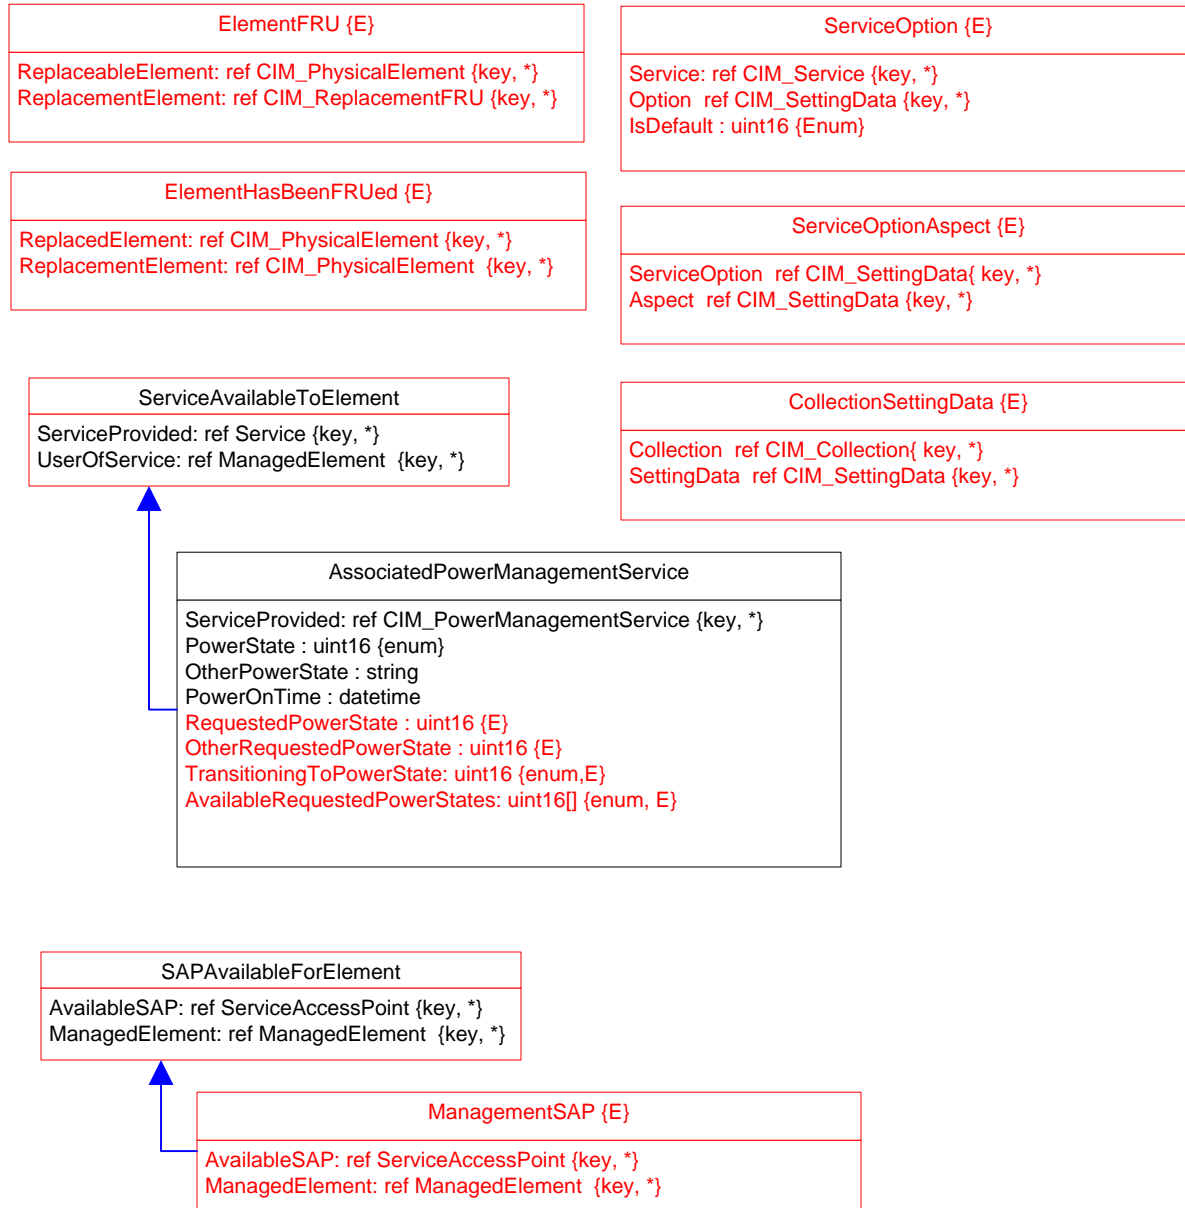 ElementFRU {E}
ReplaceableElement: ref CIM_PhysicalElement {key, *}
ReplacementElement: ref CIM_ReplacementFRU {key, *}
ServiceOption {E}
Service: ref CIM_Service {key, *}
Option  ref CIM_SettingData {key, *}
IsDefault : uint16 {Enum}
ElementHasBeenFRUed {E}
ReplacedElement: ref CIM_PhysicalElement {key, *}
ReplacementElement: ref CIM_PhysicalElement  {key, *}
ServiceOptionAspect {E}
ServiceOption  ref CIM_SettingData{ key, *}
Aspect  ref CIM_SettingData {key, *}
ServiceAvailableToElement
ServiceProvided: ref Service {key, *}
UserOfService: ref ManagedElement  {key, *}
CollectionSettingData {E}
Collection  ref CIM_Collection{ key, *}
SettingData  ref CIM_SettingData {key, *}
AssociatedPowerManagementService
ServiceProvided: ref CIM_PowerManagementService {key, *}
PowerState : uint16 {enum}
OtherPowerState : string
PowerOnTime : datetime
RequestedPowerState : uint16 {E}
OtherRequestedPowerState : uint16 {E}
TransitioningToPowerState: uint16 {enum,E}
AvailableRequestedPowerStates: uint16[] {enum, E}
SAPAvailableForElement
AvailableSAP: ref ServiceAccessPoint {key, *}
ManagedElement: ref ManagedElement  {key, *}
ManagementSAP {E}
AvailableSAP: ref ServiceAccessPoint {key, *}
ManagedElement: ref ManagedElement  {key, *}